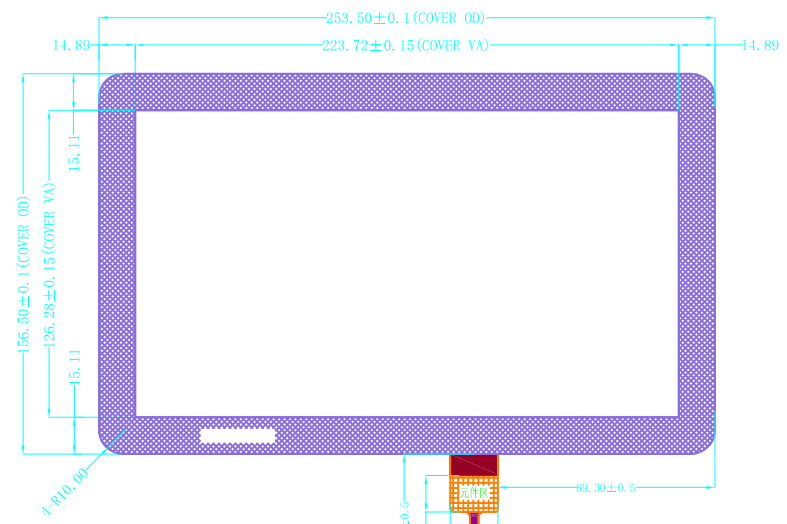 253.50±0.1(COVER OD)
14.89
223.72±0.15(COVER VA)
14.89
15.11
156.50±0.1(COVER OD)
126.28±0.15(COVER VA)
15.11
4-R10.00
元件区
89.30±0.5